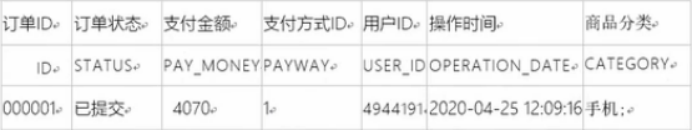 订单ID 订单状态 支付金额 支付方式ID 用户ID 操作时间 商品分类
ID STATUS PAY_MONEY PAYWAY USER_ID OPERATION_DATE CATEGORY
000001 已提交 4070 1 4944191 2020-04-25 12:09:16 手机;